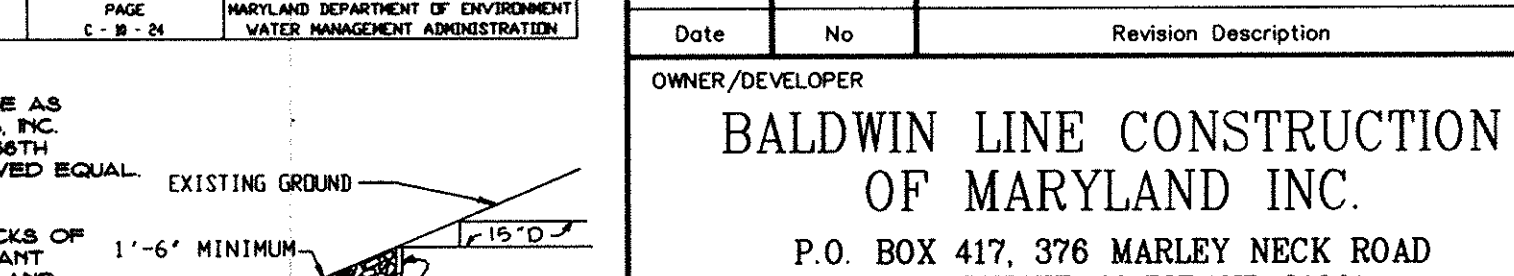 PAGE
C - 10 - 24
MARYLAND DEPARTMENT OF ENVIRONMENT
WATER MANAGEMENT ADMINISTRATION
E AS
, INC.
56TH
VED EQUAL.
EXISTING GROUND
15"D
CKS OF
ANT
1'-6" MINIMUM
Date No Revision Description
OWNER/DEVELOPER
BALDWIN LINE CONSTRUCTION
OF MARYLAND INC.
P.O. BOX 417, 376 MARLEY NECK ROAD